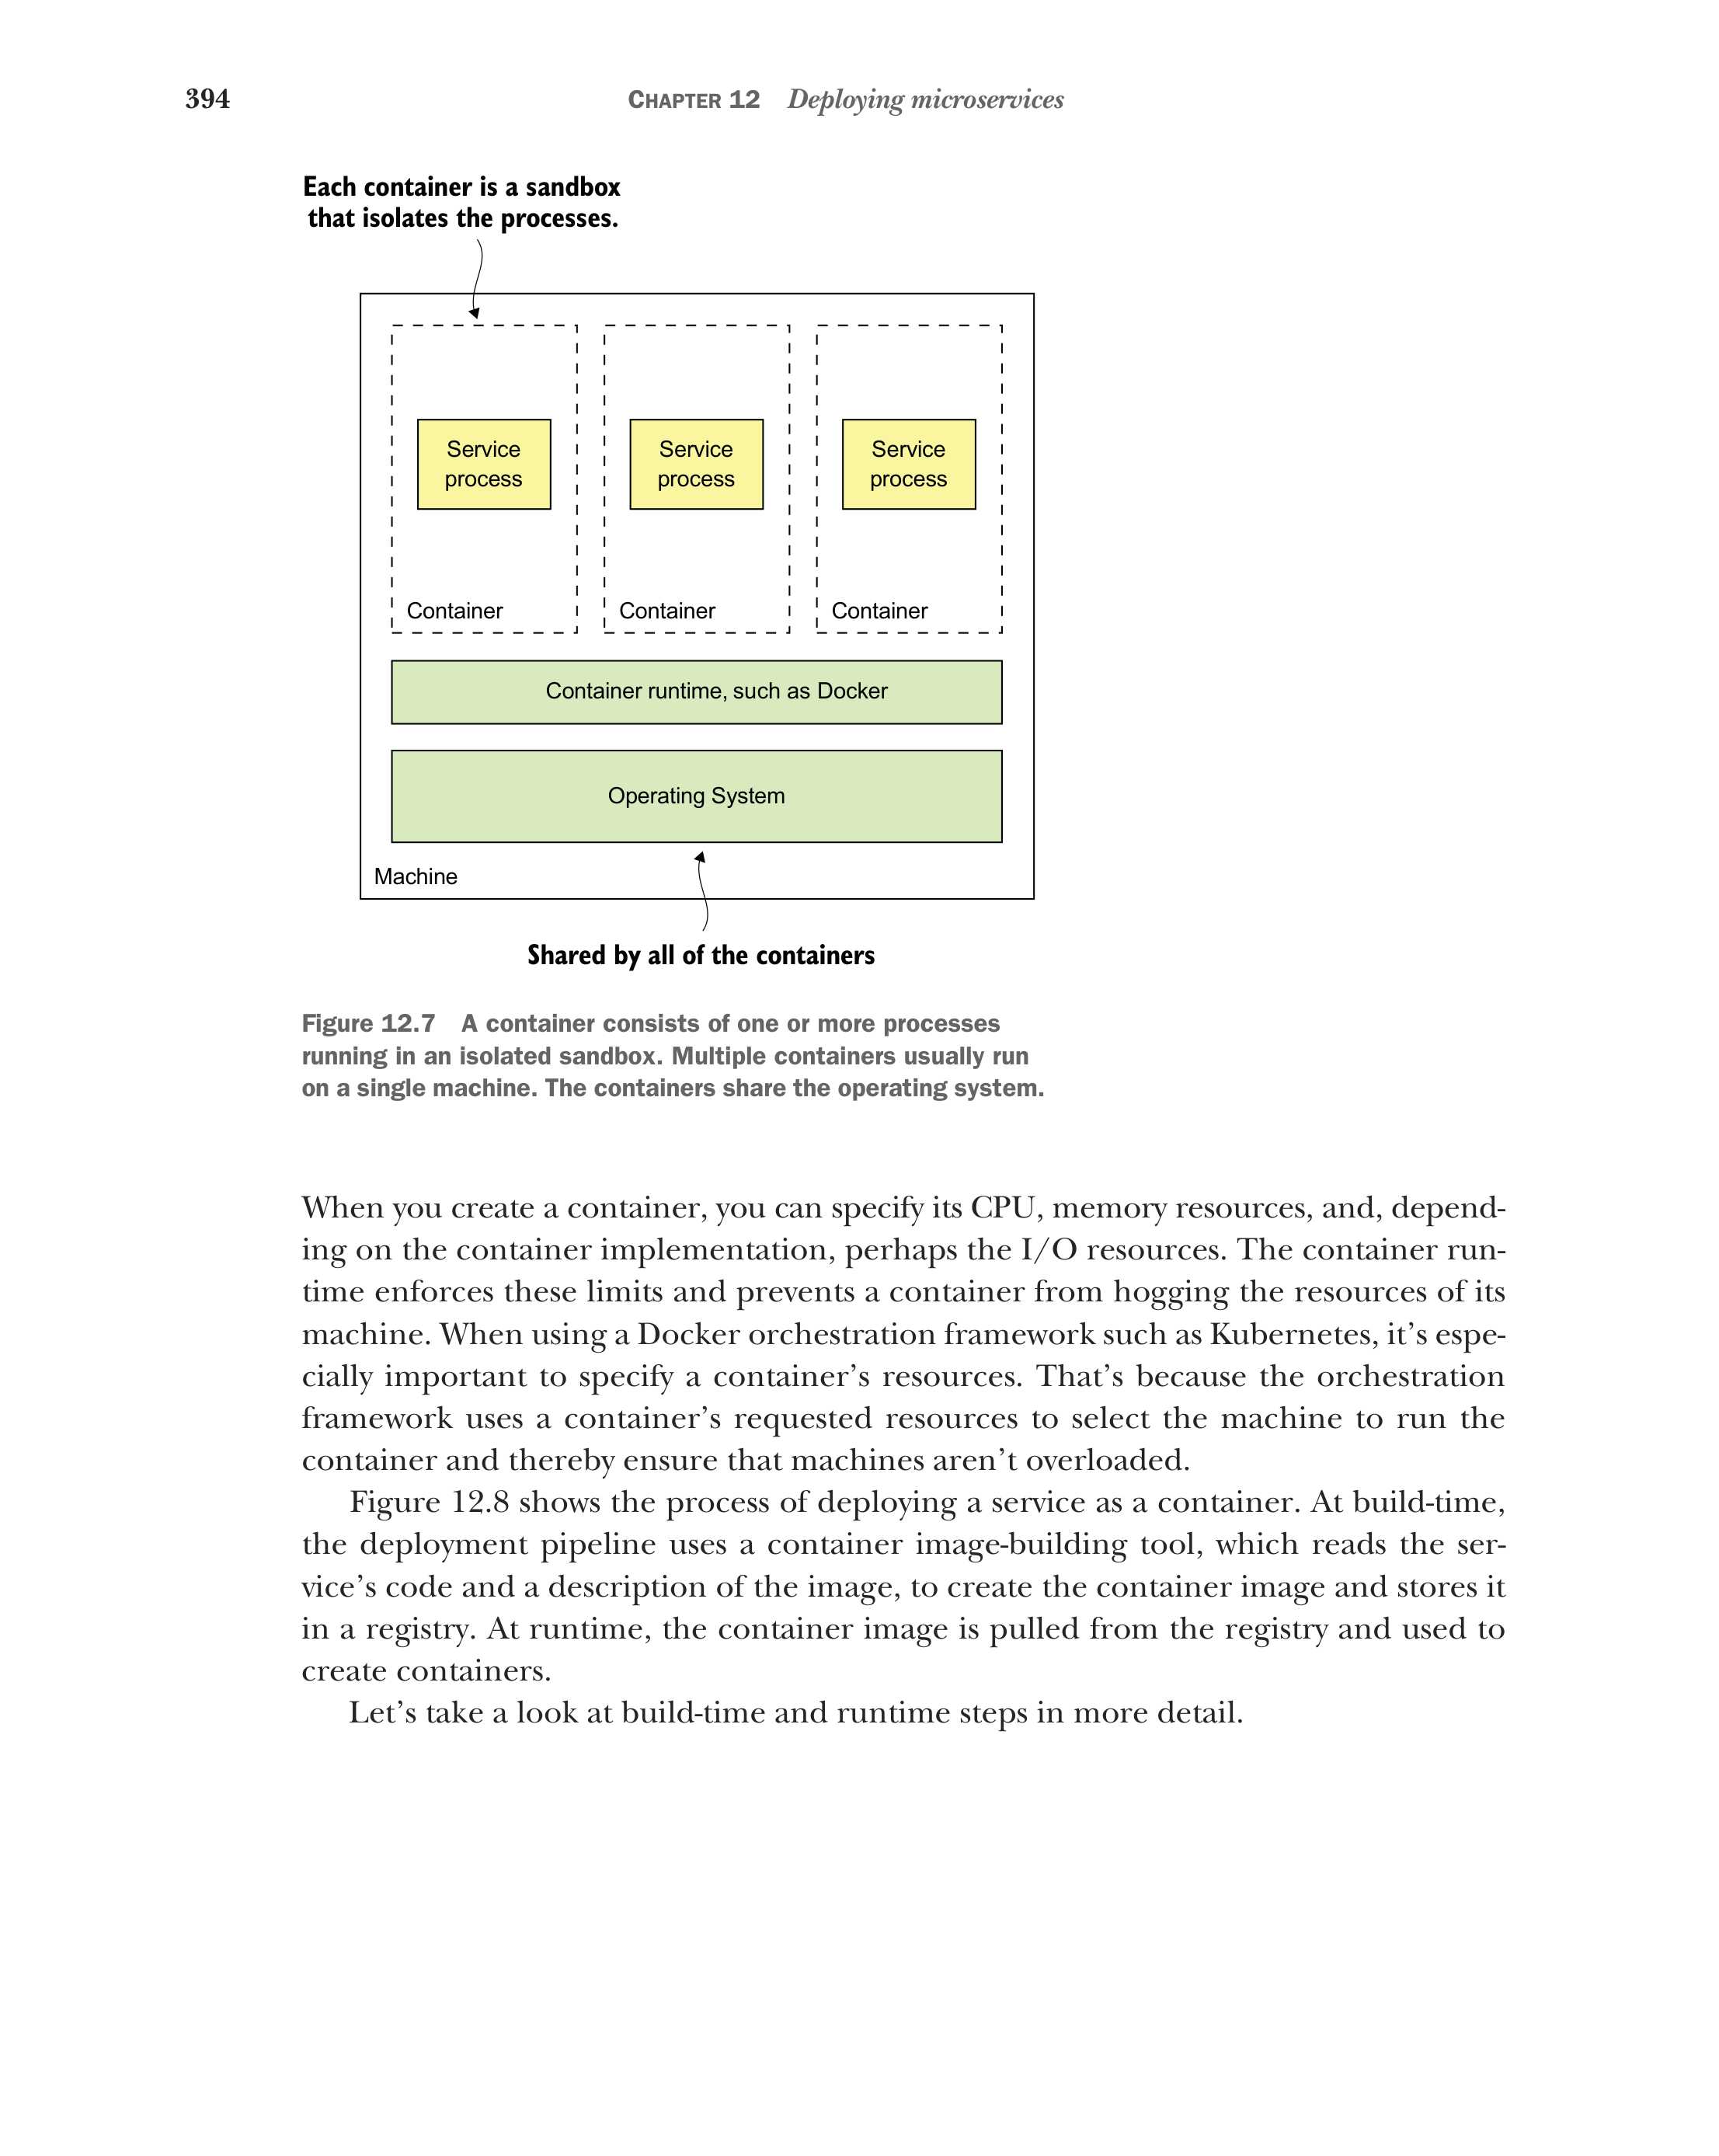 394
CHAPTER 12 Deploying microservices
Each container is a sandbox
that isolates the processes.
Service
process
Service
process
Service
process
Container
Container
Container
Container runtime, such as Docker
Operating System
Machine
Shared by all of the containers
Figure 12.7 A container consists of one or more processes
running in an isolated sandbox. Multiple containers usually run
on a single machine. The containers share the operating system.
When you create a container, you can specify its CPU, memory resources, and, depend-
ing on the container implementation, perhaps the I/O resources. The container run-
time enforces these limits and prevents a container from hogging the resources of its
machine. When using a Docker orchestration framework such as Kubernetes, it's espe-
cially important to specify a container's resources. That's because the orchestration
framework uses a container's requested resources to select the machine to run the
container and thereby ensure that machines aren't overloaded.
Figure 12.8 shows the process of deploying a service as a container. At build-time,
the deployment pipeline uses a container image-building tool, which reads the ser-
vice's code and a description of the image, to create the container image and stores it
in a registry. At runtime, the container image is pulled from the registry and used to
create containers.
Let's take a look at build-time and runtime steps in more detail.